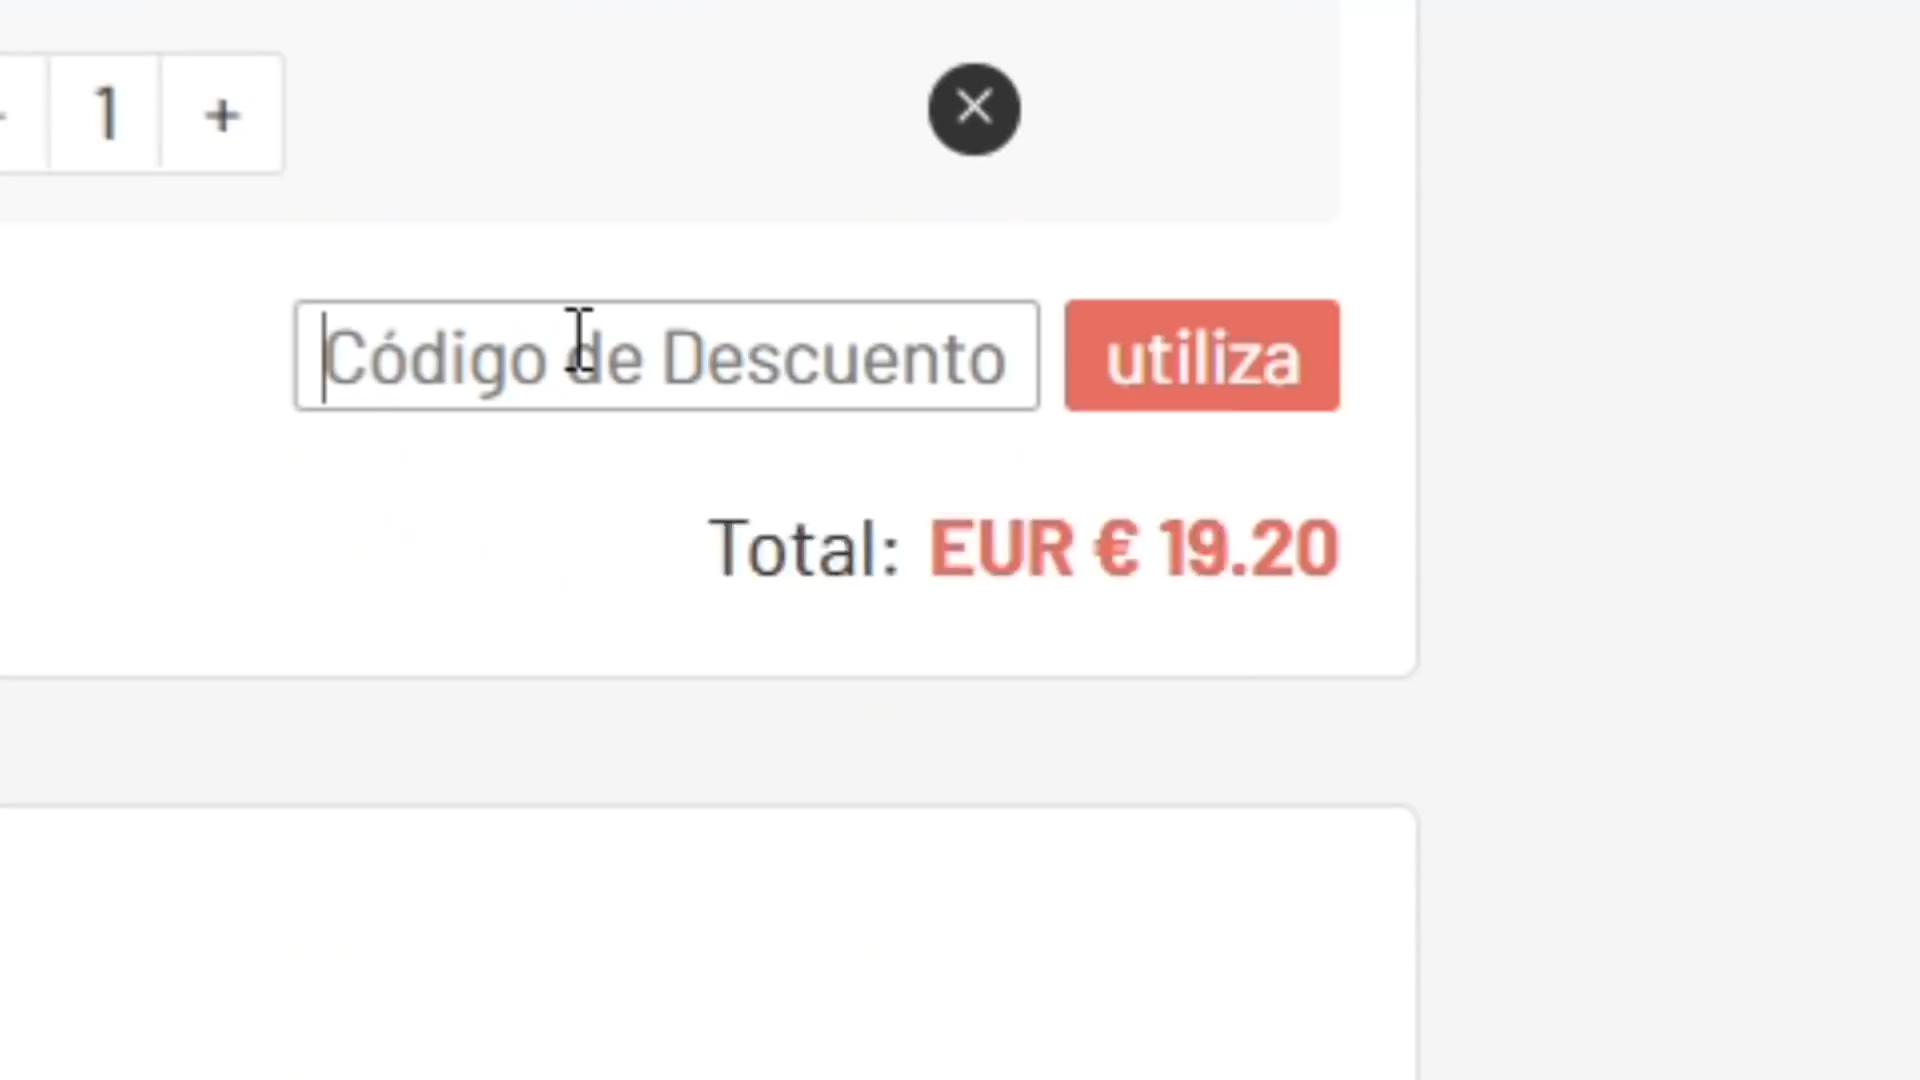 1 +
Código de Descuento utiliza
Total: EUR € 19.20